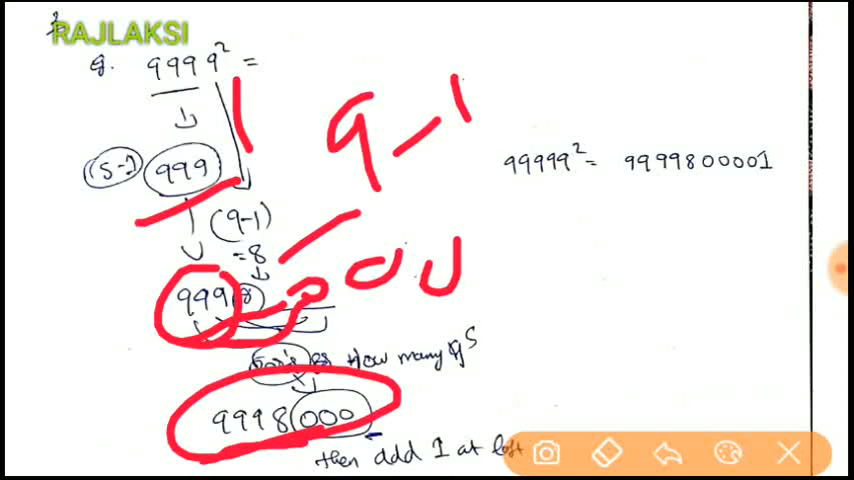 RAJLAKSI
g. 9999² =
(S-1) 999
9-1
(9-1)
=8
99999² = 9999800001
9998
How many 9s
9998000
then add 1 at left